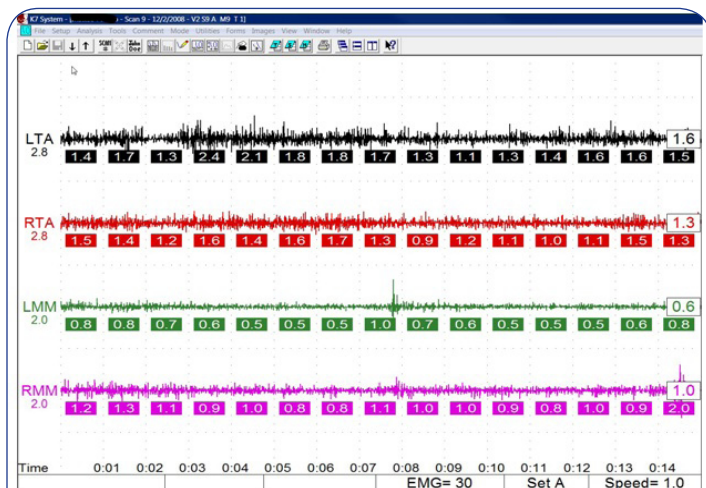 K7 System - [ - Scan 9 - 12/2/2008 - V2 59 A M9 T 1]
File Setup Analysis Tools Comment Mode Utilities Forms Images View Window Help
LTA 1.6
2.8 1.4 1.7 1.3 2.4 2.1 1.8 1.8 1.7 1.3 1.1 1.3 1.4 1.6 1.6 1.5
RTA 1.3
2.8 1.5 1.4 1.2 1.6 1.4 1.6 1.7 1.3 0.9 1.2 1.1 1.0 1.1 1.5 1.3
LMM 0.6
2.0 0.8 0.8 0.7 0.6 0.5 0.5 0.5 1.0 0.7 0.6 0.5 0.5 0.5 0.6 0.8
RMM 1.0
2.0 1.2 1.3 1.1 0.9 1.0 0.8 0.8 1.1 1.0 1.0 0.9 0.8 1.0 0.9 2.0
Time 0:01 0:02 0:03 0:04 0:05 0:06 0:07 0:08 0:09 0:10 0:11 0:12 0:13 0:14
EMG= 30 Set A Speed= 1.0